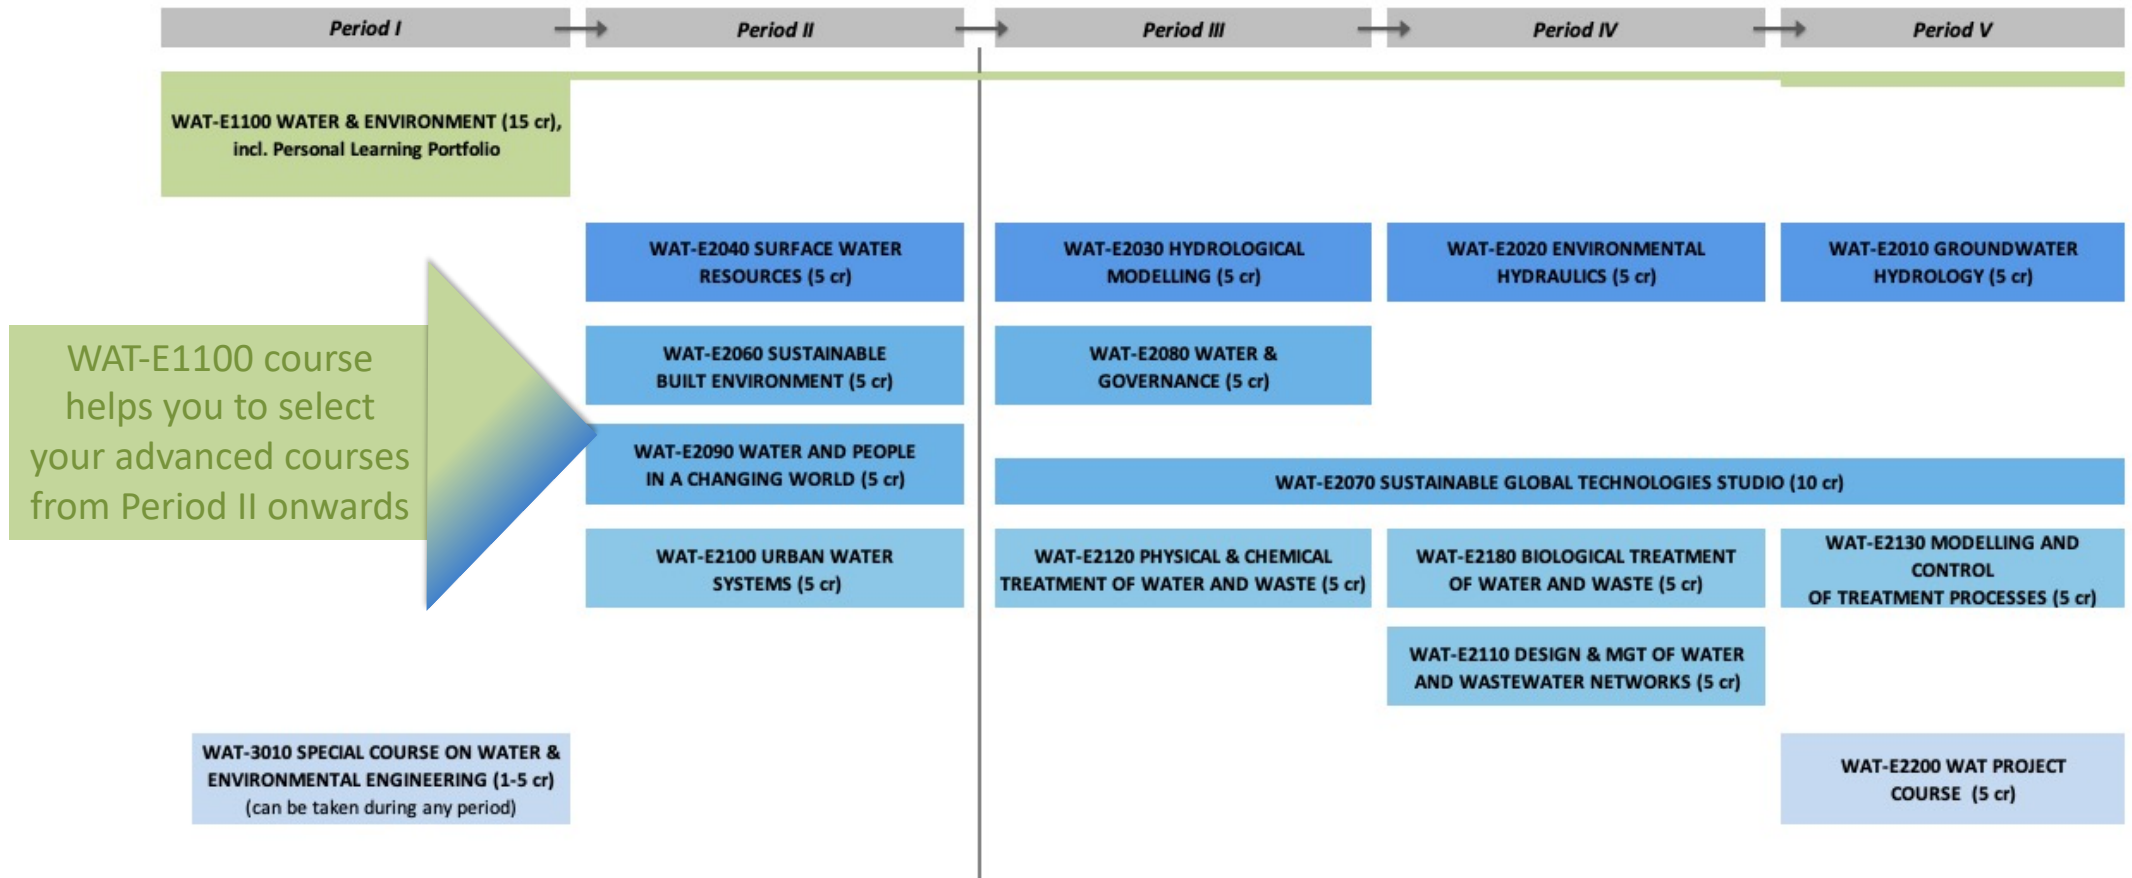 Period I
Period II
Period III
Period IV
Period V
WAT-E1100 WATER & ENVIRONMENT (15 cr),
incl. Personal Learning Portfolio
WAT-E2040 SURFACE WATER
RESOURCES (5 cr)
WAT-E2030 HYDROLOGICAL
MODELLING (5 cr)
WAT-E2020 ENVIRONMENTAL
HYDRAULICS (5 cr)
WAT-E2010 GROUNDWATER
HYDROLOGY (5 cr)
WAT-E1100 course
helps you to select
your advanced courses
from Period II onwards
WAT-E2060 SUSTAINABLE
BUILT ENVIRONMENT (5 cr)
WAT-E2080 WATER &
GOVERNANCE (5 cr)
WAT-E2090 WATER AND PEOPLE
IN A CHANGING WORLD (5 cr)
WAT-E2070 SUSTAINABLE GLOBAL TECHNOLOGIES STUDIO (10 cr)
WAT-E2100 URBAN WATER
SYSTEMS (5 cr)
WAT-E2120 PHYSICAL & CHEMICAL
TREATMENT OF WATER AND WASTE (5 cr)
WAT-E2180 BIOLOGICAL TREATMENT
OF WATER AND WASTE (5 cr)
WAT-E2130 MODELLING AND
CONTROL
OF TREATMENT PROCESSES (5 cr)
WAT-E2110 DESIGN & MGT OF WATER
AND WASTEWATER NETWORKS (5 cr)
WAT-3010 SPECIAL COURSE ON WATER &
ENVIRONMENTAL ENGINEERING (1-5 cr)
(can be taken during any period)
WAT-E2200 WAT PROJECT
COURSE (5 cr)